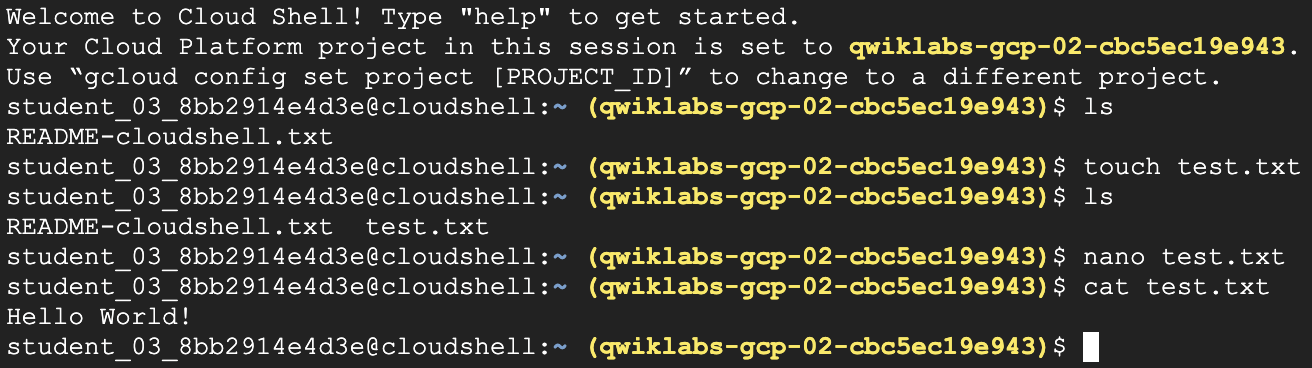 Welcome to Cloud Shell! Type "help" to get started.
Your Cloud Platform project in this session is set to qwiklabs-gcp-02-cbc5ec19e943.
Use “gcloud config set project [PROJECT_ID]” to change to a different project.
student_03_8bb2914e4d3e@cloudshell:~ (qwiklabs-gcp-02-cbc5ec19e943)$ ls
README-cloudshell.txt
student_03_8bb2914e4d3e@cloudshell:~ (qwiklabs-gcp-02-cbc5ec19e943)$ touch test.txt
student_03_8bb2914e4d3e@cloudshell:~ (qwiklabs-gcp-02-cbc5ec19e943)$ ls
README-cloudshell.txt  test.txt
student_03_8bb2914e4d3e@cloudshell:~ (qwiklabs-gcp-02-cbc5ec19e943)$ nano test.txt
student_03_8bb2914e4d3e@cloudshell:~ (qwiklabs-gcp-02-cbc5ec19e943)$ cat test.txt
Hello World!
student_03_8bb2914e4d3e@cloudshell:~ (qwiklabs-gcp-02-cbc5ec19e943)$